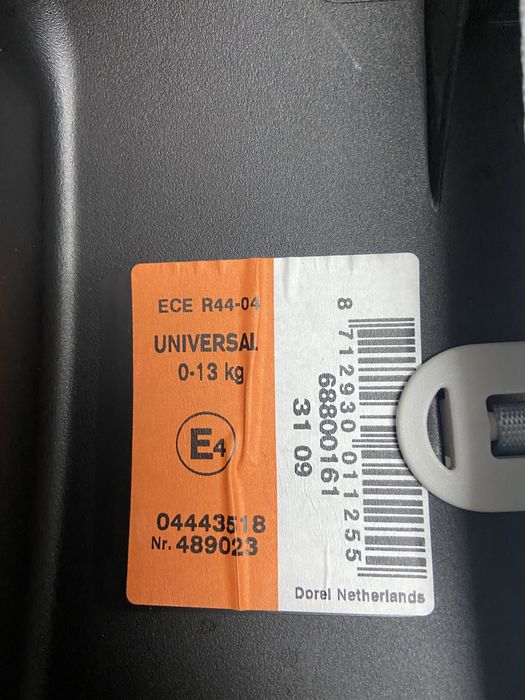 ECE R44-04
UNIVERSAL
0-13 kg
E4
04443518
Nr. 489023
8 712930 011255
68800161
31 09
Dorel Netherlands